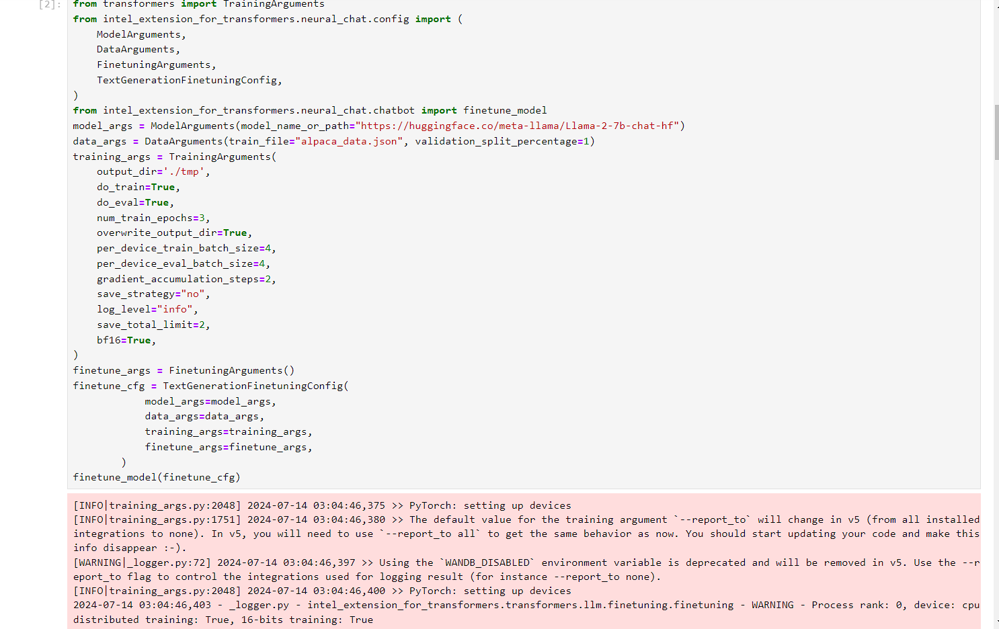 [2]: from transformers import TrainingArguments
from intel_extension_for_transformers.neural_chat.config import (
    ModelArguments,
    DataArguments,
    FinetuningArguments,
    TextGenerationFinetuningConfig,
)
from intel_extension_for_transformers.neural_chat.chatbot import finetune_model
model_args = ModelArguments(model_name_or_path="https://huggingface.co/meta-llama/Llama-2-7b-chat-hf")
data_args = DataArguments(train_file="alpaca_data.json", validation_split_percentage=1)
training_args = TrainingArguments(
    output_dir='./tmp',
    do_train=True,
    do_eval=True,
    num_train_epochs=3,
    overwrite_output_dir=True,
    per_device_train_batch_size=4,
    per_device_eval_batch_size=4,
    gradient_accumulation_steps=2,
    save_strategy="no",
    log_level="info",
    save_total_limit=2,
    bf16=True,
)
finetune_args = FinetuningArguments()
finetune_cfg = TextGenerationFinetuningConfig(
            model_args=model_args,
            data_args=data_args,
            training_args=training_args,
            finetune_args=finetune_args,
        )
finetune_model(finetune_cfg)
[INFO|training_args.py:2048] 2024-07-14 03:04:46,375 >> PyTorch: setting up devices
[INFO|training_args.py:1751] 2024-07-14 03:04:46,380 >> The default value for the training argument `--report_to` will change in v5 (from all installed
integrations to none). In v5, you will need to use `--report_to all` to get the same behavior as now. You should start updating your code and make this
info disappear :-).
[WARNING|_logger.py:72] 2024-07-14 03:04:46,397 >> Using the `WANDB_DISABLED` environment variable is deprecated and will be removed in v5. Use the --r
eport_to flag to control the integrations used for logging result (for instance --report_to none).
[INFO|training_args.py:2048] 2024-07-14 03:04:46,400 >> PyTorch: setting up devices
2024-07-14 03:04:46,403 - _logger.py - intel_extension_for_transformers.transformers.llm.finetuning.finetuning - WARNING - Process rank: 0, device: cpu
distributed training: True, 16-bits training: True